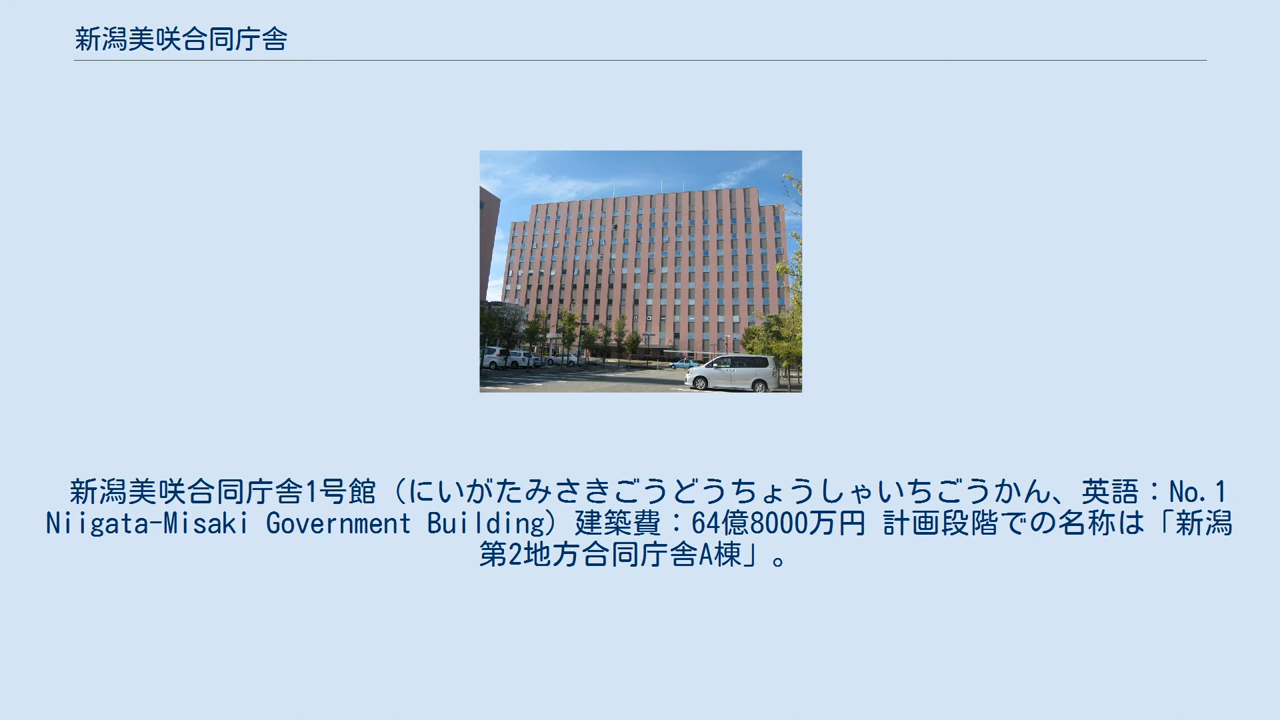 新潟美咲合同庁舎
新潟美咲合同庁舎1号館（にいがたみさきごうどうちょうしゃいちごうかん、英語：No.1
Niigata-Misaki Government Building）建築費：64億8000万円 計画段階での名称は「新潟
第2地方合同庁舎A棟」。